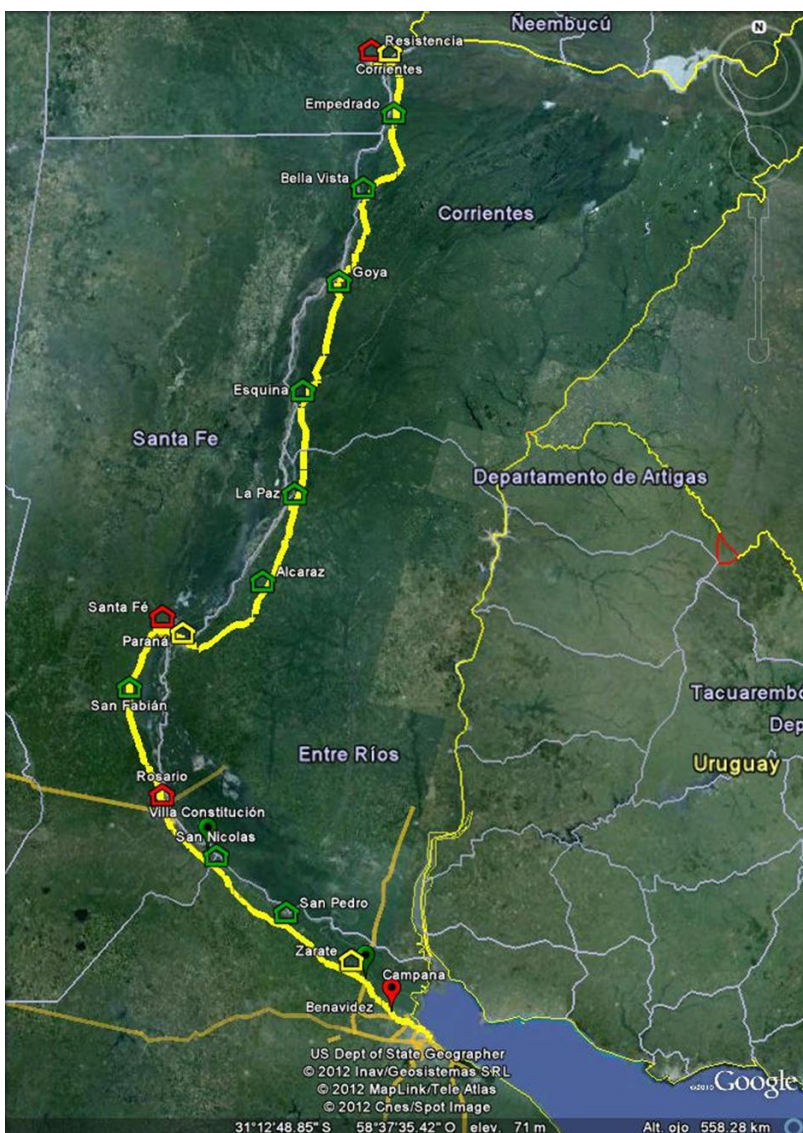 Ñeembucú
N
Resistencia
Corrientes
Empedrado
Bella Vista
Corrientes
Goya
Esquina
Santa Fe
Departamento de Artigas
La Paz
Alcaraz
Santa Fé
Paraná
San Fabián
Tacuarembo
Dep
Entre Ríos
Uruguay
Rosario
Villa Constitución
San Nicolas
San Pedro
Zarate
Campana
Benavidez
US Dept of State Geographer
© 2012 Inav/Geosistemas SRL
© 2012 MapLink/Tele Atlas
© 2012 Cnes/Spot Image
©2010 Google
31°12'48.85" S 58°37'35.42" O elev. 71 m Alt. ojo 558.28 km